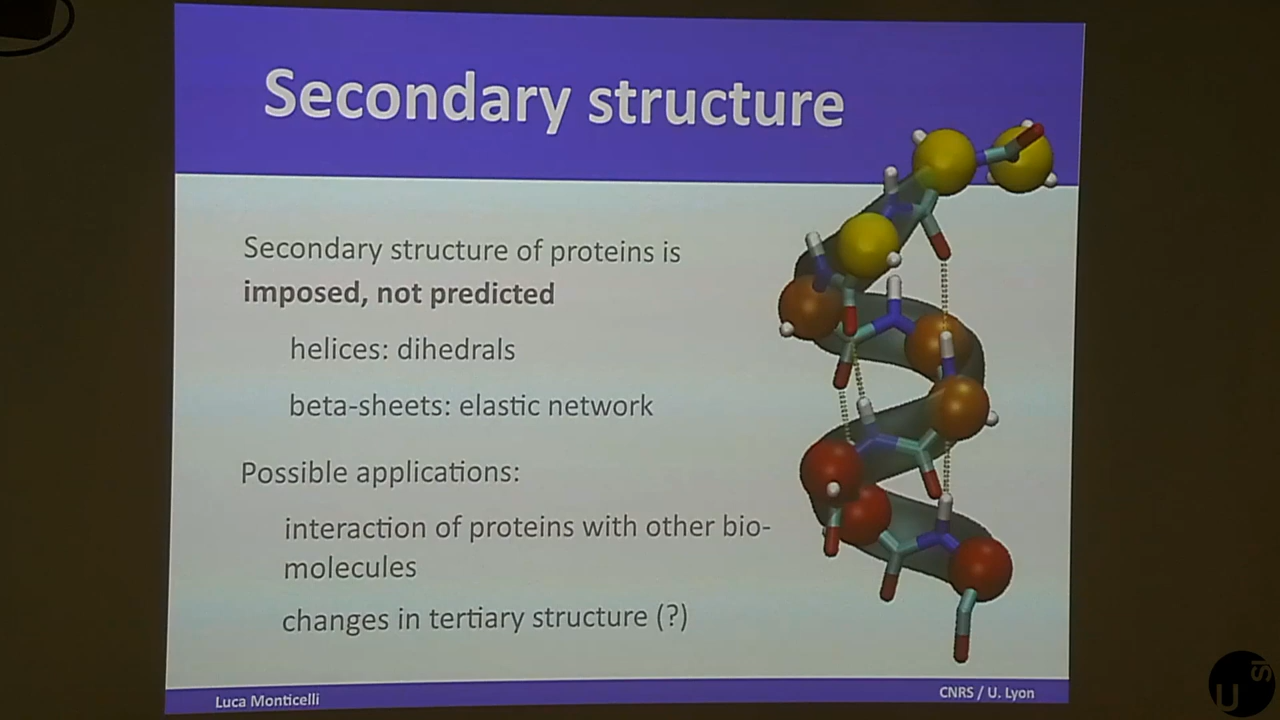 Secondary structure
Secondary structure of proteins is
imposed, not predicted
helices: dihedrals
beta-sheets: elastic network
Possible applications:
interaction of proteins with other bio-
molecules
changes in tertiary structure (?)
Luca Monticelli
CNRS / U. Lyon
U
SI